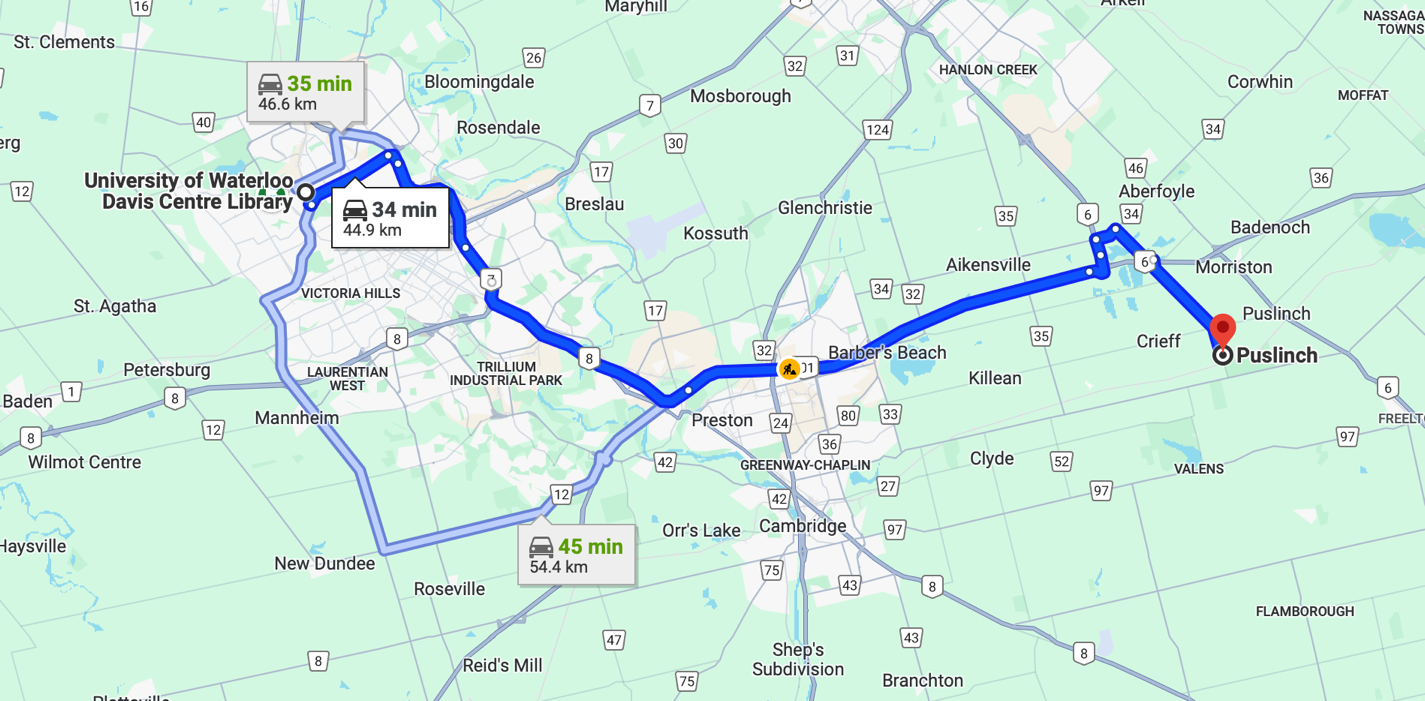 16
Maryhill
Arkell
NASSAGA
TOWNS
St. Clements
26
32
31
HANLON CREEK
35 min
46.6 km
Bloomingdale
Mosborough
Corwhin
MOFFAT
7
40
Rosendale
124
34
erg
30
17
46
36
12
University of Waterloo
Davis Centre Library
34 min
44.9 km
Breslau
Glenchristie
Aberfoyle
35
6
34
Kossuth
Badenoch
Aikensville
6
Morriston
VICTORIA HILLS
34
32
St. Agatha
17
Puslinch
8
8
32
01
Barber's Beach
35
Crieff
Puslinch
Petersburg
LAURENTIAN
WEST
TRILLIUM
INDUSTRIAL PARK
Killean
6
Baden
1
8
Mannheim
Preston
24
80
33
FREELT
8
12
36
97
Wilmot Centre
42
GREENWAY-CHAPLIN
Clyde
52
VALENS
12
42
27
97
Haysville
45 min
54.4 km
Orr's Lake
Cambridge
97
New Dundee
75
Roseville
43
8
FLAMBOROUGH
47
43
8
8
Reid's Mill
Shep's
Subdivision
75
Branchton